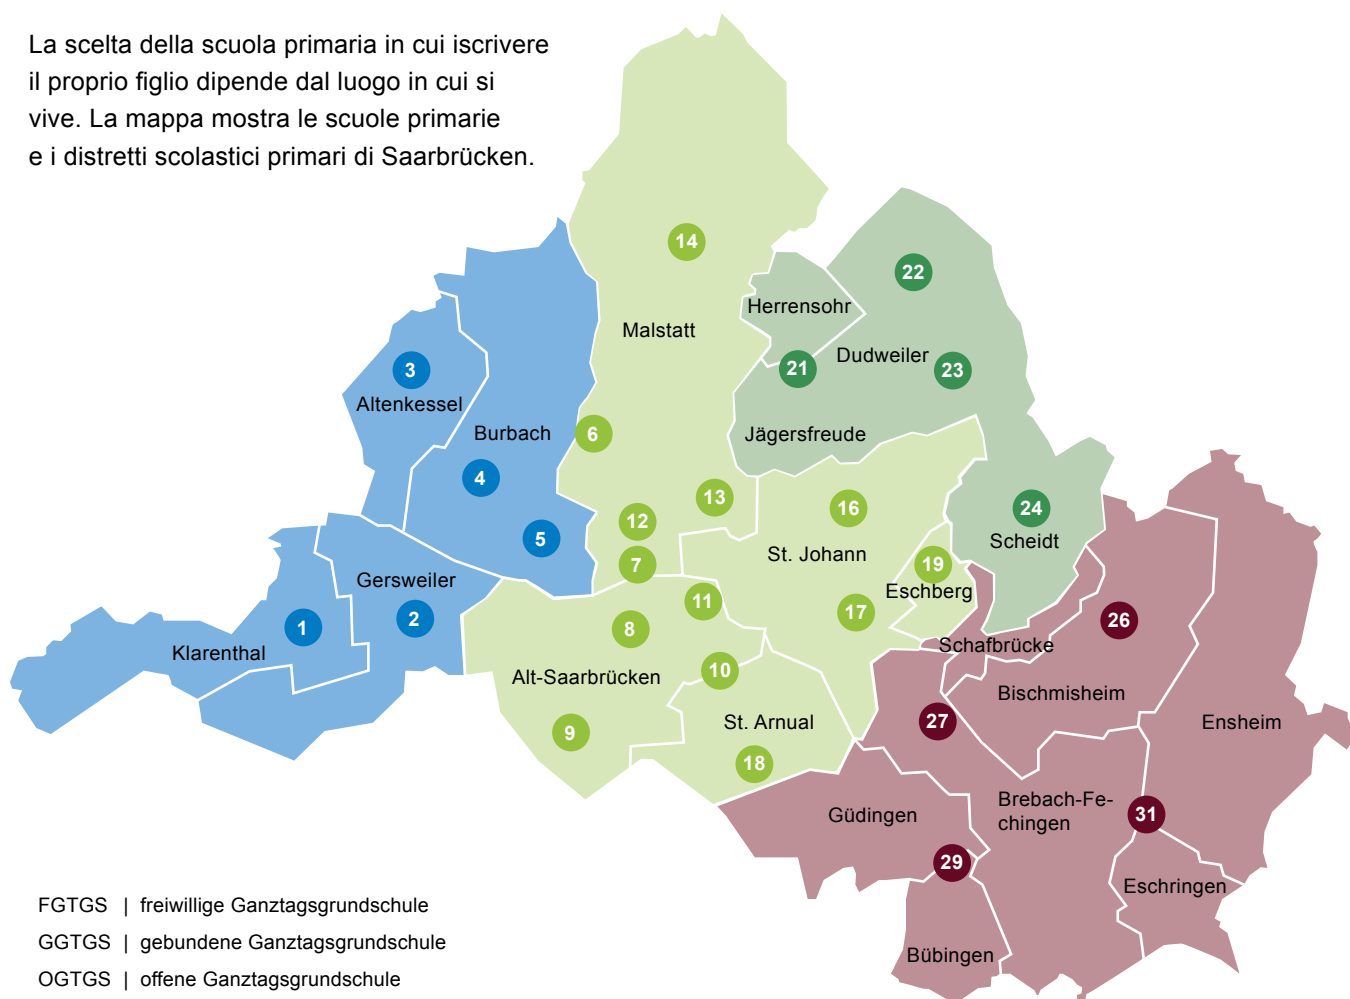 La scelta della scuola primaria in cui iscrivere
il proprio figlio dipende dal luogo in cui si
vive. La mappa mostra le scuole primarie
e i distretti scolastici primari di Saarbrücken.
14
22
Herrensohr
Malstatt
21
Dudweiler
23
3
Altenkessel
Burbach
6
Jägersfreude
4
13
16
24
12
5
Scheidt
St. Johann
7
19
Gersweiler
Eschberg
11
2
17
1
8
26
Schafbrücke
Klarenthal
10
Alt-Saarbrücken
Bischmisheim
27
St. Arnual
Ensheim
9
18
Brebach-Fe-
chingen
Güdingen
31
29
Eschringen
Bübingen
FGTGS | freiwillige Ganztagsgrundschule
GGTGS | gebundene Ganztagsgrundschule
OGTGS | offene Ganztagsgrundschule